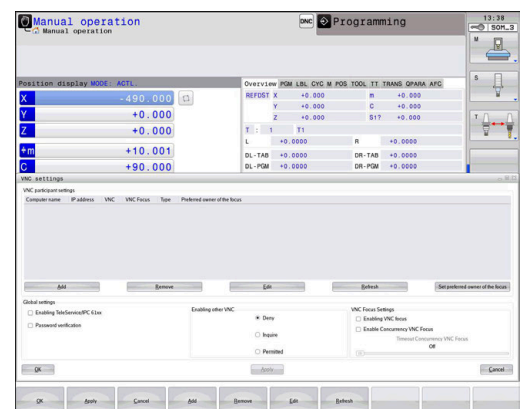 Manual operation
Manual operation
DNC
Programming
13:38
SOM_3
Position display MODE: ACTL.
X -490.000
Y +0.000
Z +0.000
+m +10.001
C +90.000
Overview PGM LBL CYC M POS TOOL TT TRANS QPARA AFC
REFDST X +0.000 m +0.000
Y +0.000 C +0.000
Z +0.000 S1? +0.000
T : 1 T1
L +0.0000 R +0.0000
DL-TAB +0.0000 DR-TAB +0.0000
DL-PGM +0.0000 DR-PGM +0.0000
M
S
T
VNC settings
VNC participant settings
Computer name IP address VNC VNC Focus Type Preferred owner of the focus
Add Remove Edit Refresh Set preferred owner of the focus
Global settings
Enabling TeleService/IPC 61xx
Password verification
Enabling other VNC
Deny
Inquire
Permitted
VNC Focus Settings
Enabling VNC focus
Enable Concurrency VNC Focus
Timeout Concurrency VNC Focus
Off
OK Apply Cancel
OK Apply Cancel Add Remove Edit Refresh